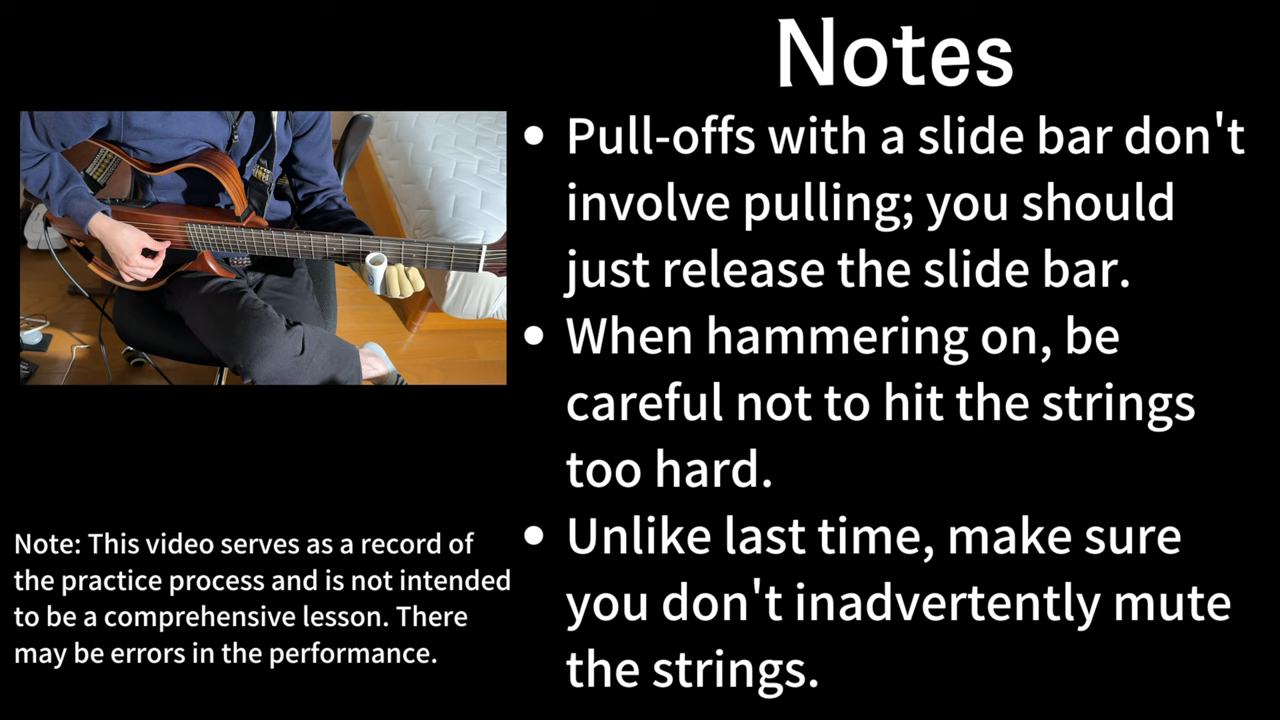 Notes
• Pull-offs with a slide bar don't
involve pulling; you should
just release the slide bar.
• When hammering on, be
careful not to hit the strings
too hard.
• Unlike last time, make sure
you don't inadvertently mute
the strings.
Note: This video serves as a record of
the practice process and is not intended
to be a comprehensive lesson. There
may be errors in the performance.